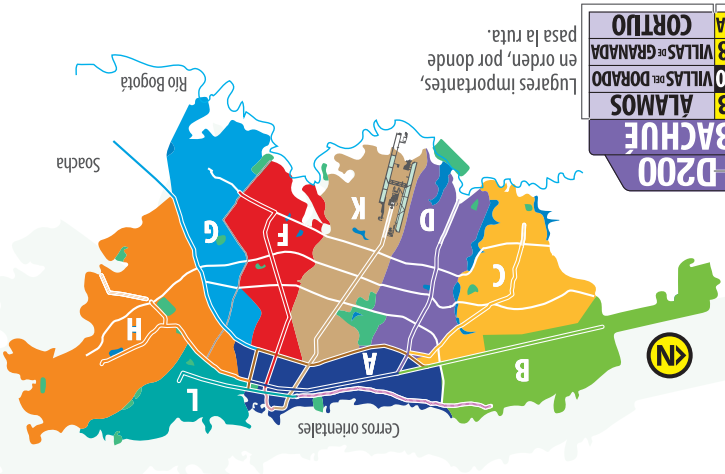 Cerros orientales
N
B
A
L
C
D
K
F
G
H
Soacha
Río Bogotá
D200
BACHUÉ
ÁLAMOS
VILLAS DEL DORADO
VILLAS DE GRANADA
CORTIJO
Lugares importantes,
en orden, por donde
pasa la ruta.